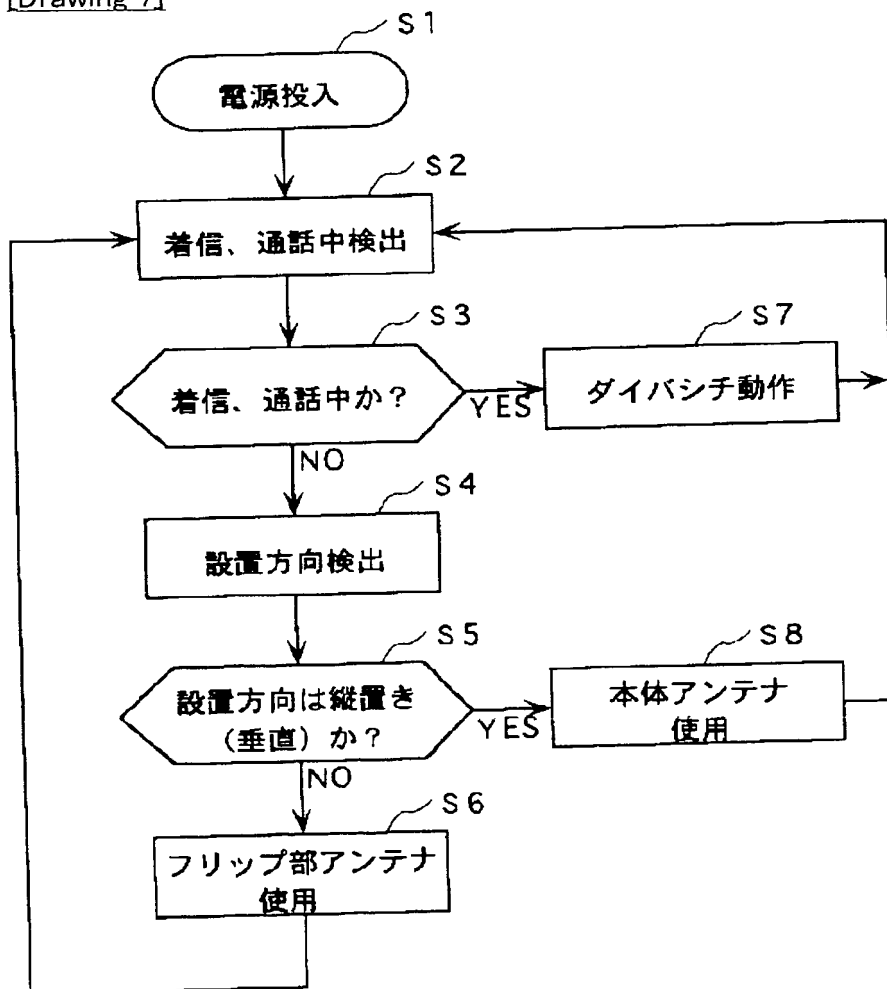 [Drawing 7]
S1
電源投入
S2
着信、通話中検出
S3
着信、通話中か？
YES
NO
S7
ダイバシチ動作
S4
設置方向検出
S5
設置方向は縦置き
（垂直）か？
YES
NO
S8
本体アンテナ
使用
S6
フリップ部アンテナ
使用